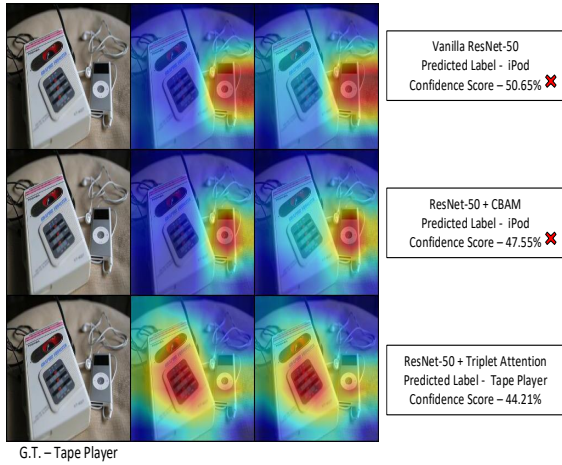 Vanilla ResNet-50
Predicted Label - iPod
Confidence Score – 50.65%
ResNet-50 + CBAM
Predicted Label - iPod
Confidence Score – 47.55%
ResNet-50 + Triplet Attention
Predicted Label - Tape Player
Confidence Score – 44.21%
G.T. – Tape Player